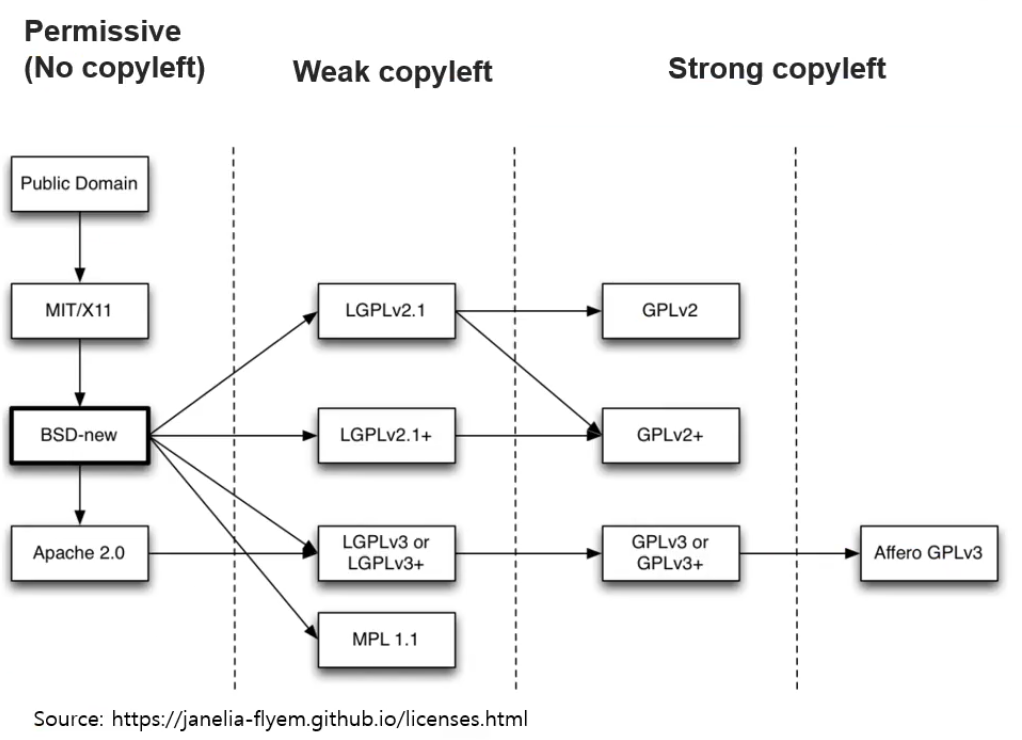 Permissive
(No copyleft)
Weak copyleft
Strong copyleft
Public Domain
MIT/X11
LGPLv2.1
GPLv2
BSD-new
LGPLv2.1+
GPLv2+
Apache 2.0
LGPLv3 or
LGPLv3+
GPLv3 or
GPLv3+
Affero GPLv3
MPL 1.1
Source: https://janelia-flyem.github.io/licenses.html